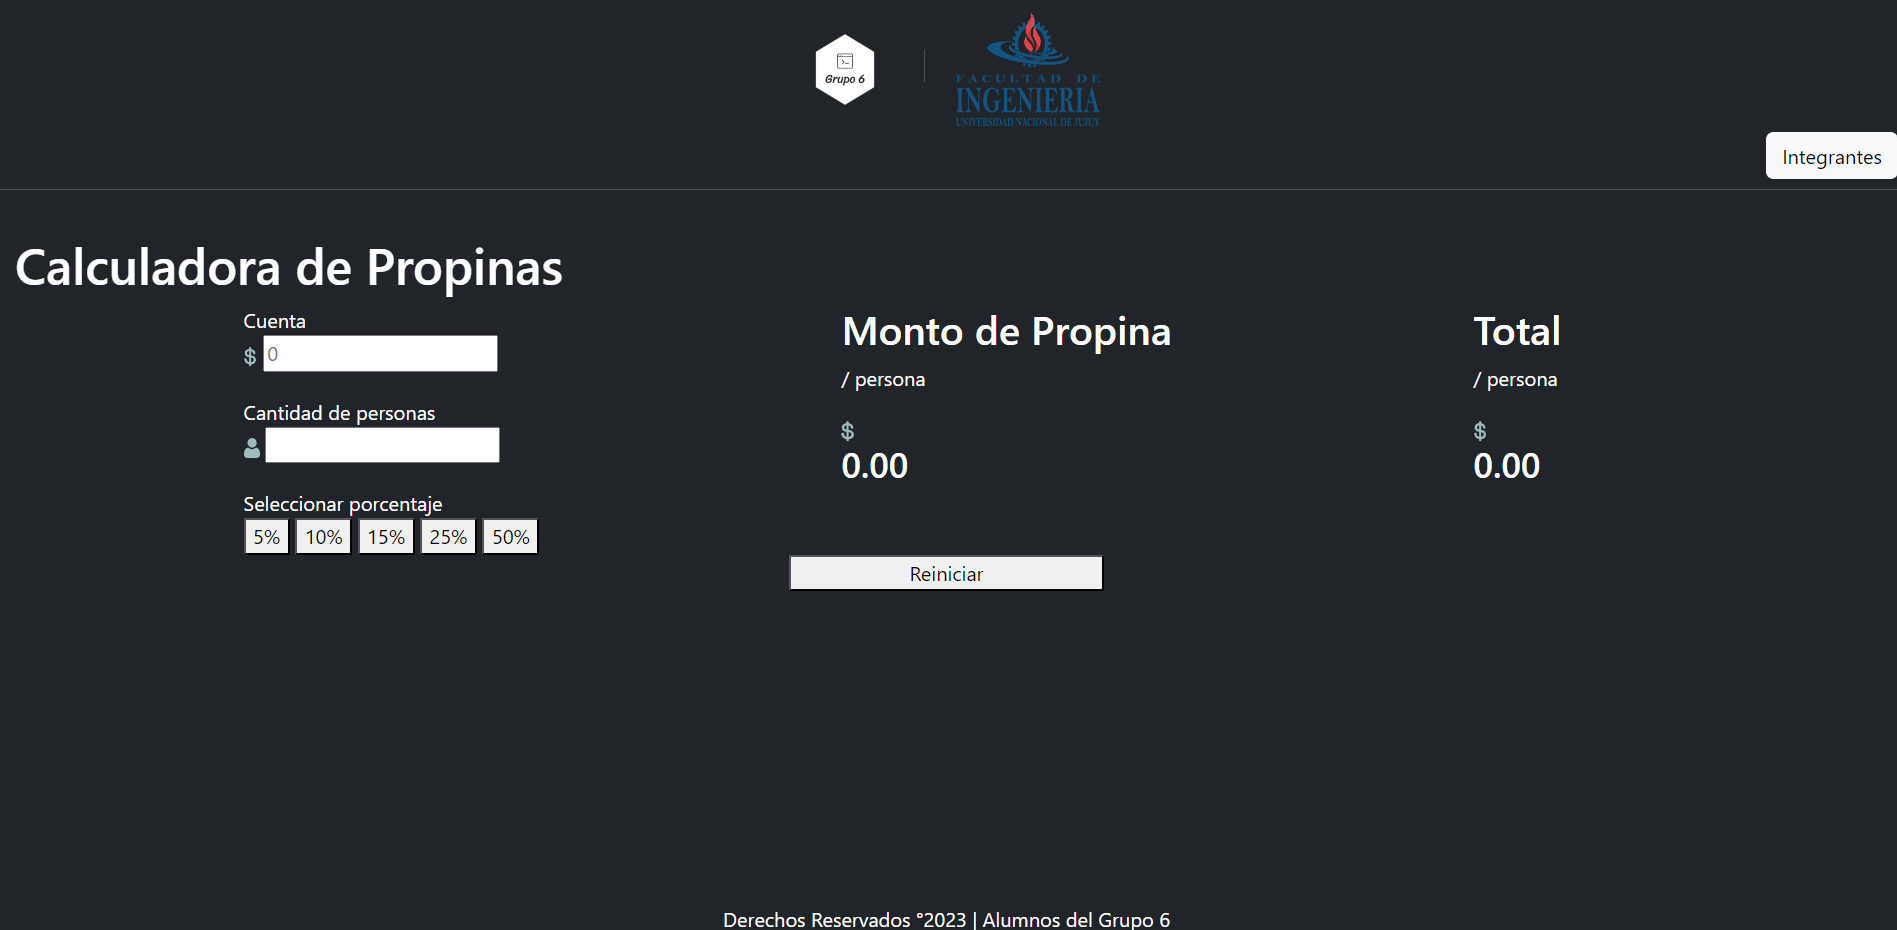 Grupo 6
FACULTAD DE
INGENIERIA
UNIVERSIDAD NACIONAL DE JUJUY
Integrantes
Calculadora de Propinas
Cuenta
$ 0
Cantidad de personas
Seleccionar porcentaje
5% 10% 15% 25% 50%
Monto de Propina
/ persona
$
0.00
Total
/ persona
$
0.00
Reiniciar
Derechos Reservados °2023 | Alumnos del Grupo 6